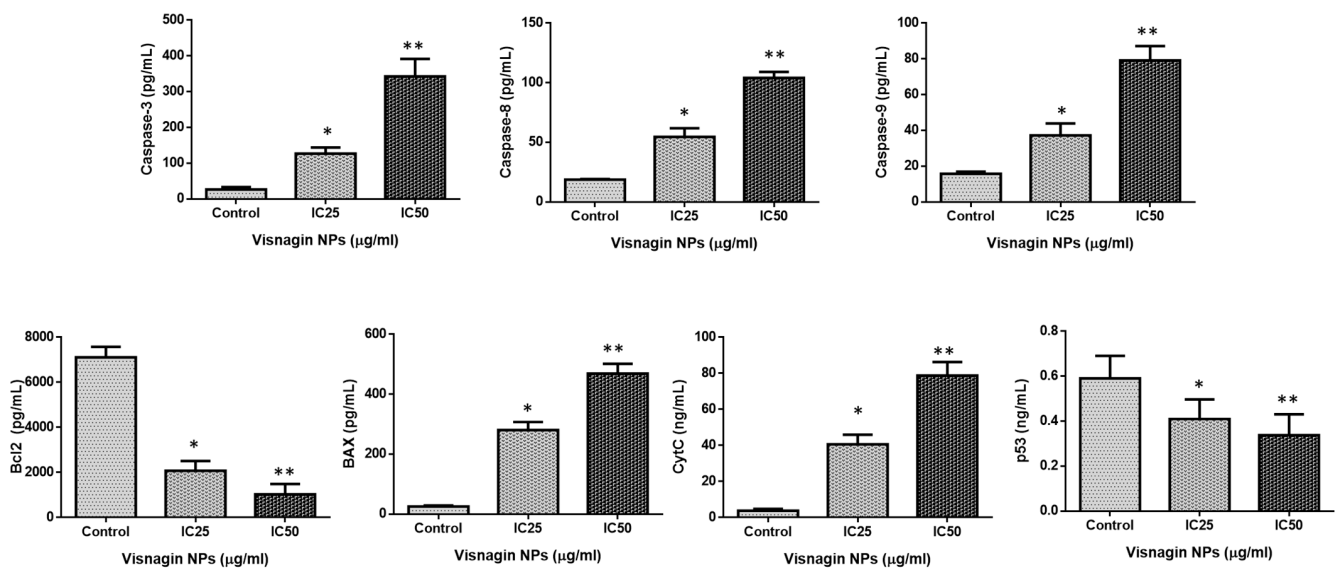 Caspase-3 (pg/mL)
500
400
300
200
100
0
*
**
Control IC25 IC50
Visnagin NPs (μg/ml)
Caspase-8 (pg/mL)
150
100
50
0
*
**
Control IC25 IC50
Visnagin NPs (μg/ml)
Caspase-9 (pg/mL)
80
60
40
20
0
*
**
Control IC25 IC50
Visnagin NPs (μg/ml)
Bcl2 (pg/mL)
8000
6000
4000
2000
0
*
**
Control IC25 IC50
Visnagin NPs (μg/ml)
BAX (pg/mL)
600
400
200
0
*
**
Control IC25 IC50
Visnagin NPs (μg/ml)
CytC (ng/mL)
100
80
60
40
20
0
*
**
Control IC25 IC50
Visnagin NPs (μg/ml)
p53 (ng/mL)
0.8
0.6
0.4
0.2
0.0
*
**
Control IC25 IC50
Visnagin NPs (μg/ml)